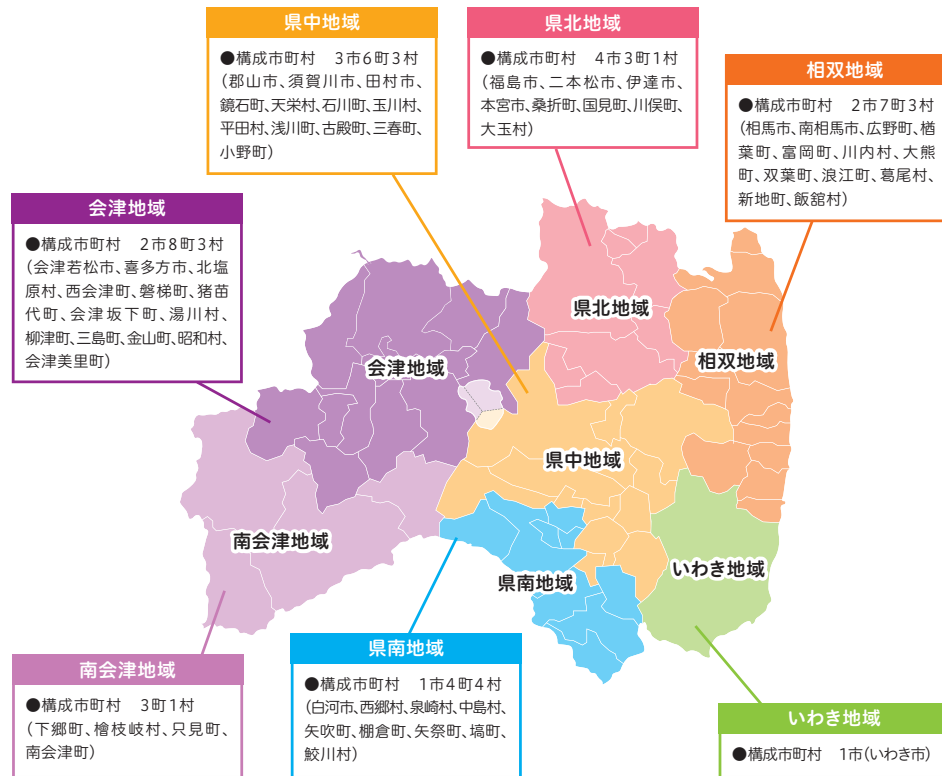 県中地域
●構成市町村　3市6町3村
(郡山市、須賀川市、田村市、
鏡石町、天栄村、石川町、玉川村、
平田村、浅川町、古殿町、三春町、
小野町)
県北地域
●構成市町村　4市3町1村
(福島市、二本松市、伊達市、
本宮市、桑折町、国見町、川俣町、
大玉村)
相双地域
●構成市町村　2市7町3村
(相馬市、南相馬市、広野町、楢
葉町、富岡町、川内村、大熊
町、双葉町、浪江町、葛尾村、
新地町、飯舘村)
会津地域
●構成市町村　2市8町3村
(会津若松市、喜多方市、北塩
原村、西会津町、磐梯町、猪苗
代町、会津坂下町、湯川村、
柳津町、三島町、金山町、昭和村、
会津美里町)
県北地域
会津地域
相双地域
県中地域
南会津地域
いわき地域
県南地域
南会津地域
●構成市町村　3町1村
(下郷町、檜枝岐村、只見町、
南会津町)
県南地域
●構成市町村　1市4町4村
(白河市、西郷村、泉崎村、中島村、
矢吹町、棚倉町、矢祭町、塙町、
鮫川村)
いわき地域
●構成市町村　1市(いわき市)